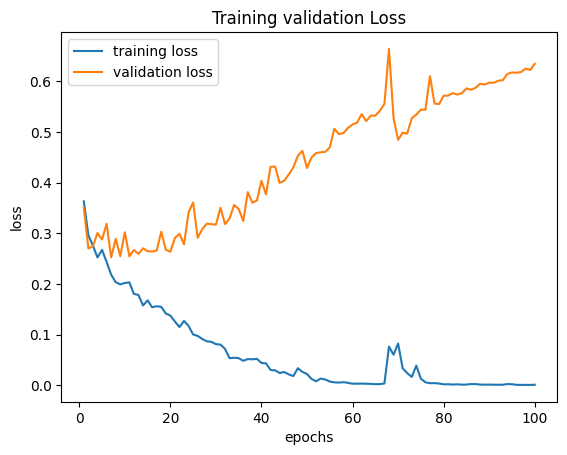 Training validation Loss
training loss
validation loss
loss
0.6
0.5
0.4
0.3
0.2
0.1
0.0
0 20 40 60 80 100
epochs